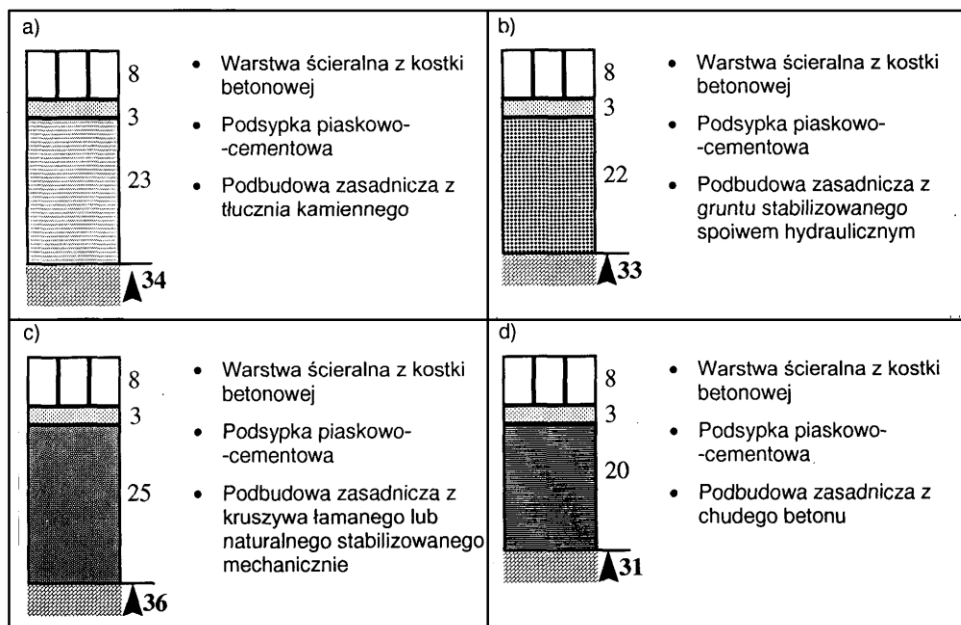 a)
8
3
23
34
• Warstwa ścieralna z kostki
betonowej
• Podsypka piaskowo-
-cementowa
• Podbudowa zasadnicza z
tłucznia kamiennego
b)
8
3
22
33
• Warstwa ścieralna z kostki
betonowej
• Podsypka piaskowo-
-cementowa
• Podbudowa zasadnicza z
gruntu stabilizowanego
spoiwem hydraulicznym
c)
8
3
25
36
• Warstwa ścieralna z kostki
betonowej
• Podsypka piaskowo-
-cementowa
• Podbudowa zasadnicza z
kruszywa łamanego lub
naturalnego stabilizowanego
mechanicznie
d)
8
3
20
31
• Warstwa ścieralna z kostki
betonowej
• Podsypka piaskowo-
-cementowa
• Podbudowa zasadnicza z
chudego betonu